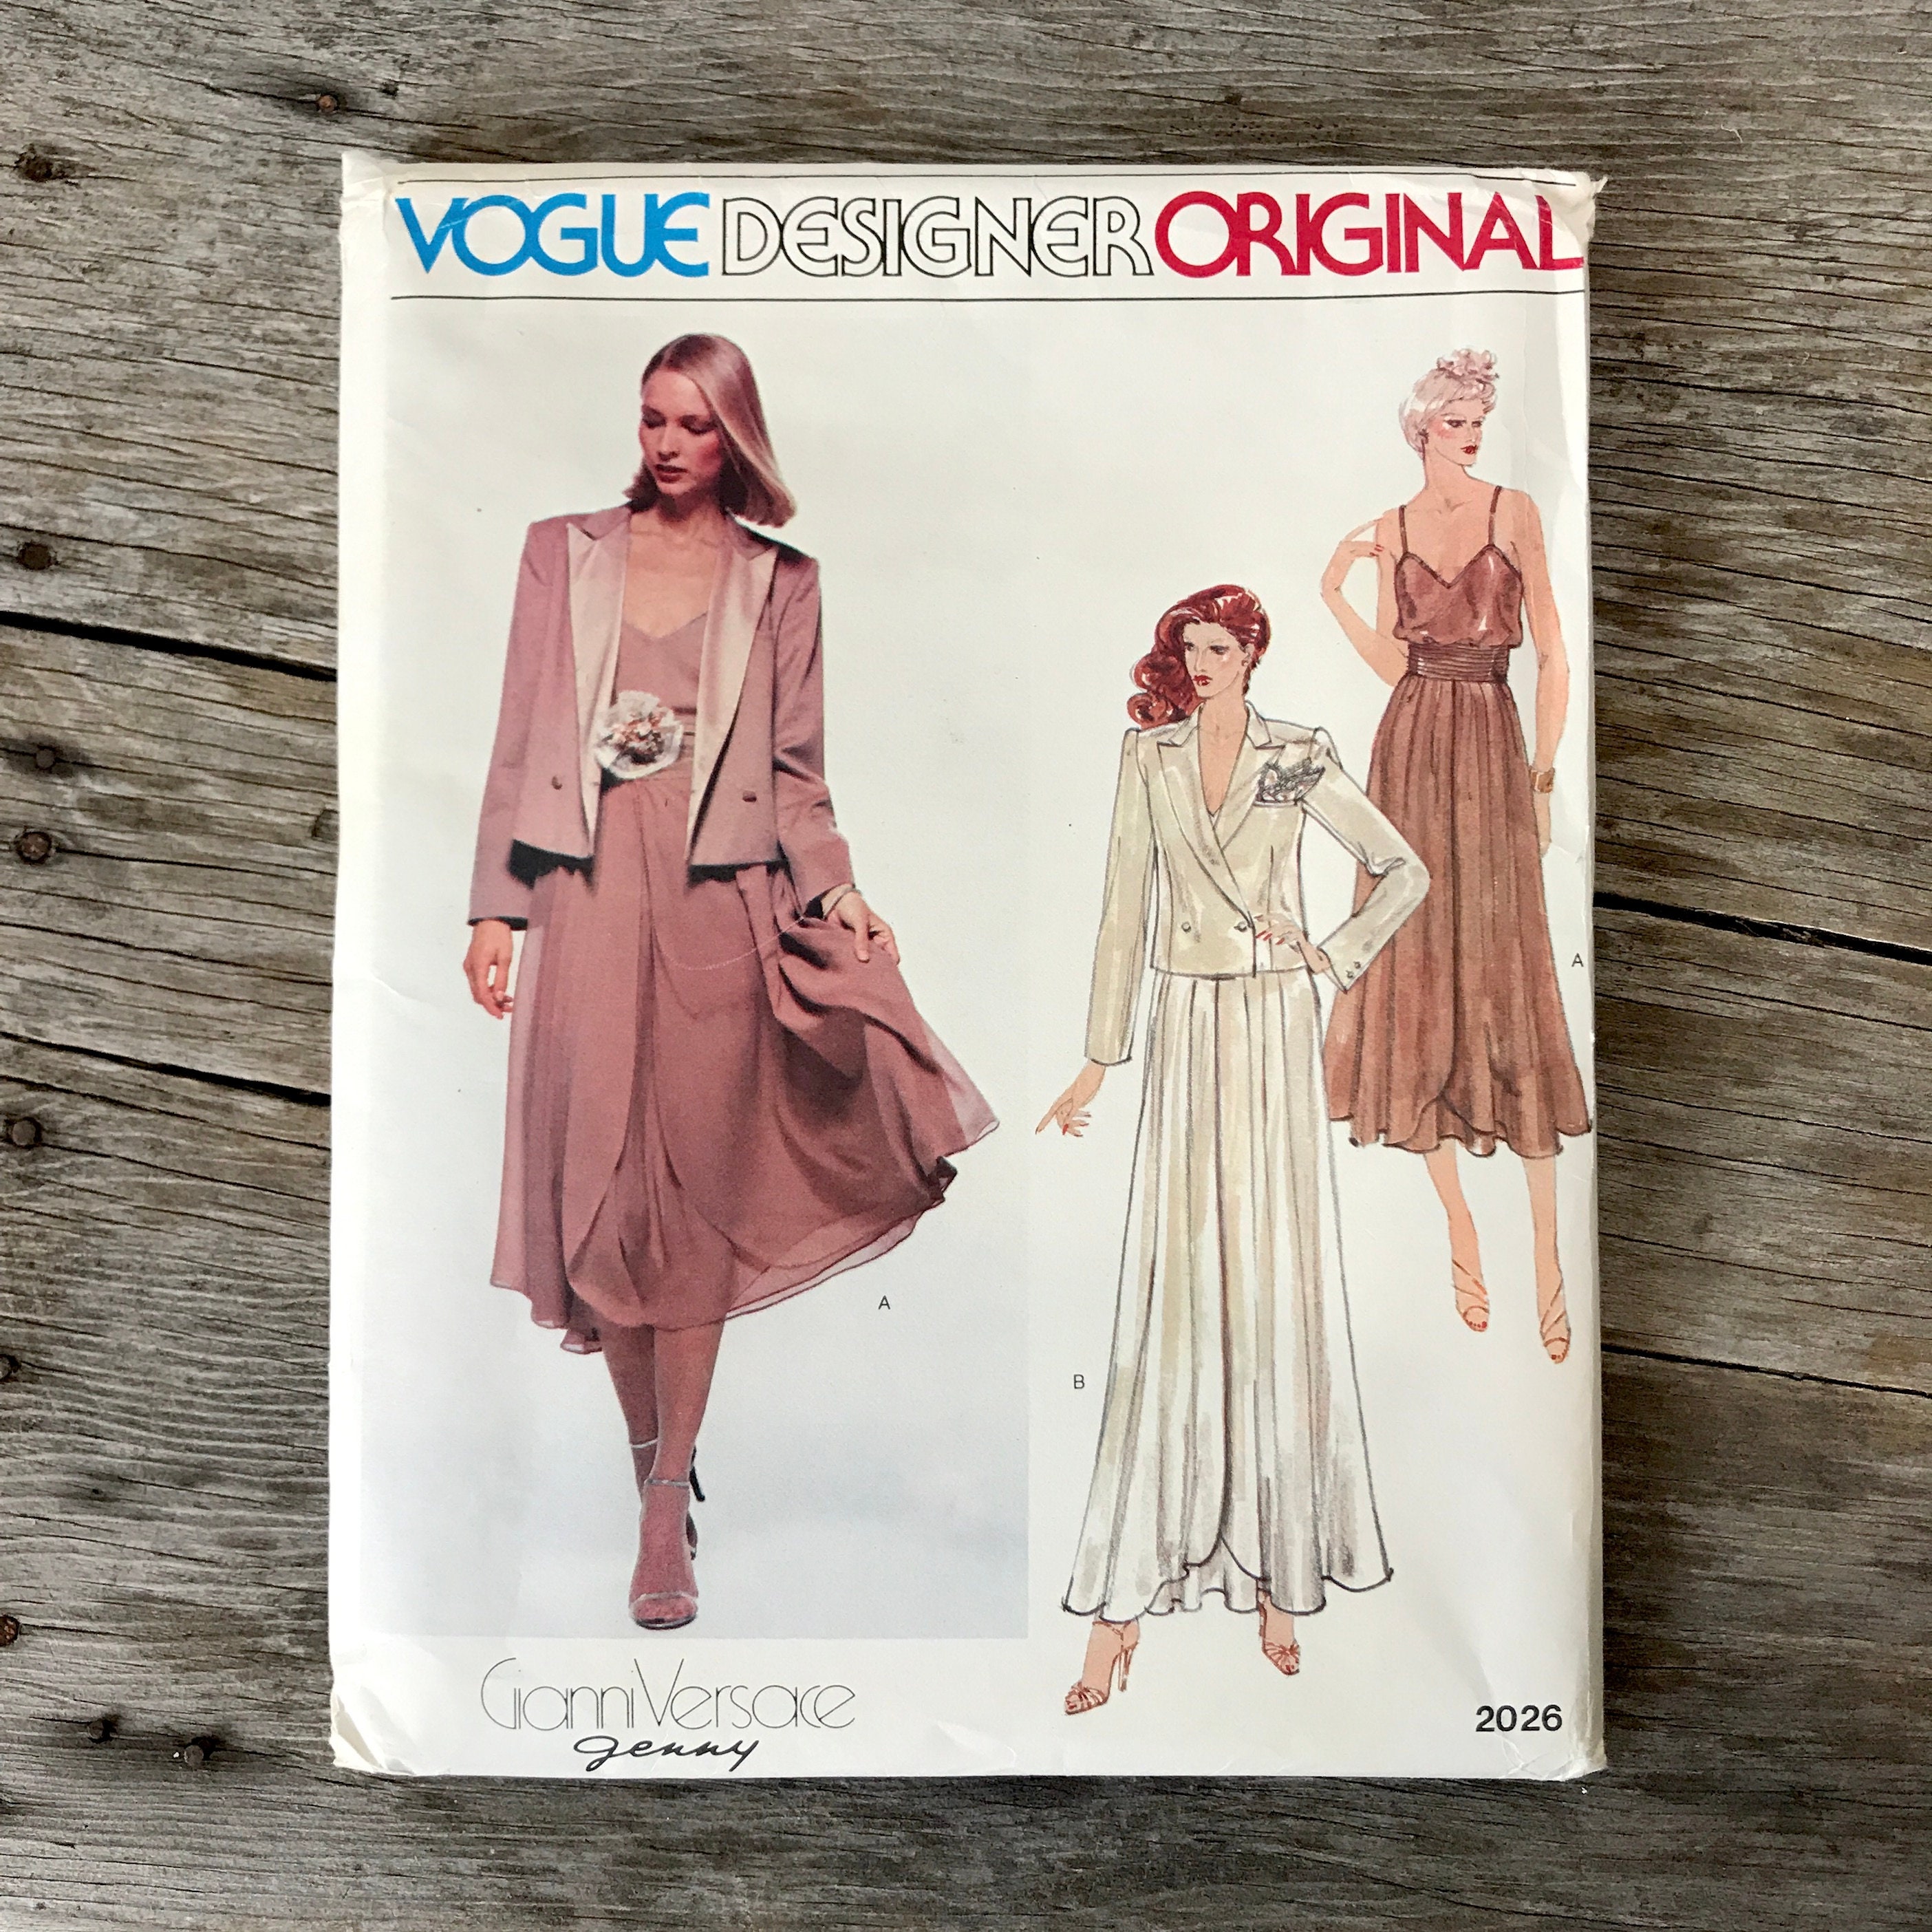 VOGUE DESIGNER ORIGINAL
A
A
B
Gianni Versace
genny
2026